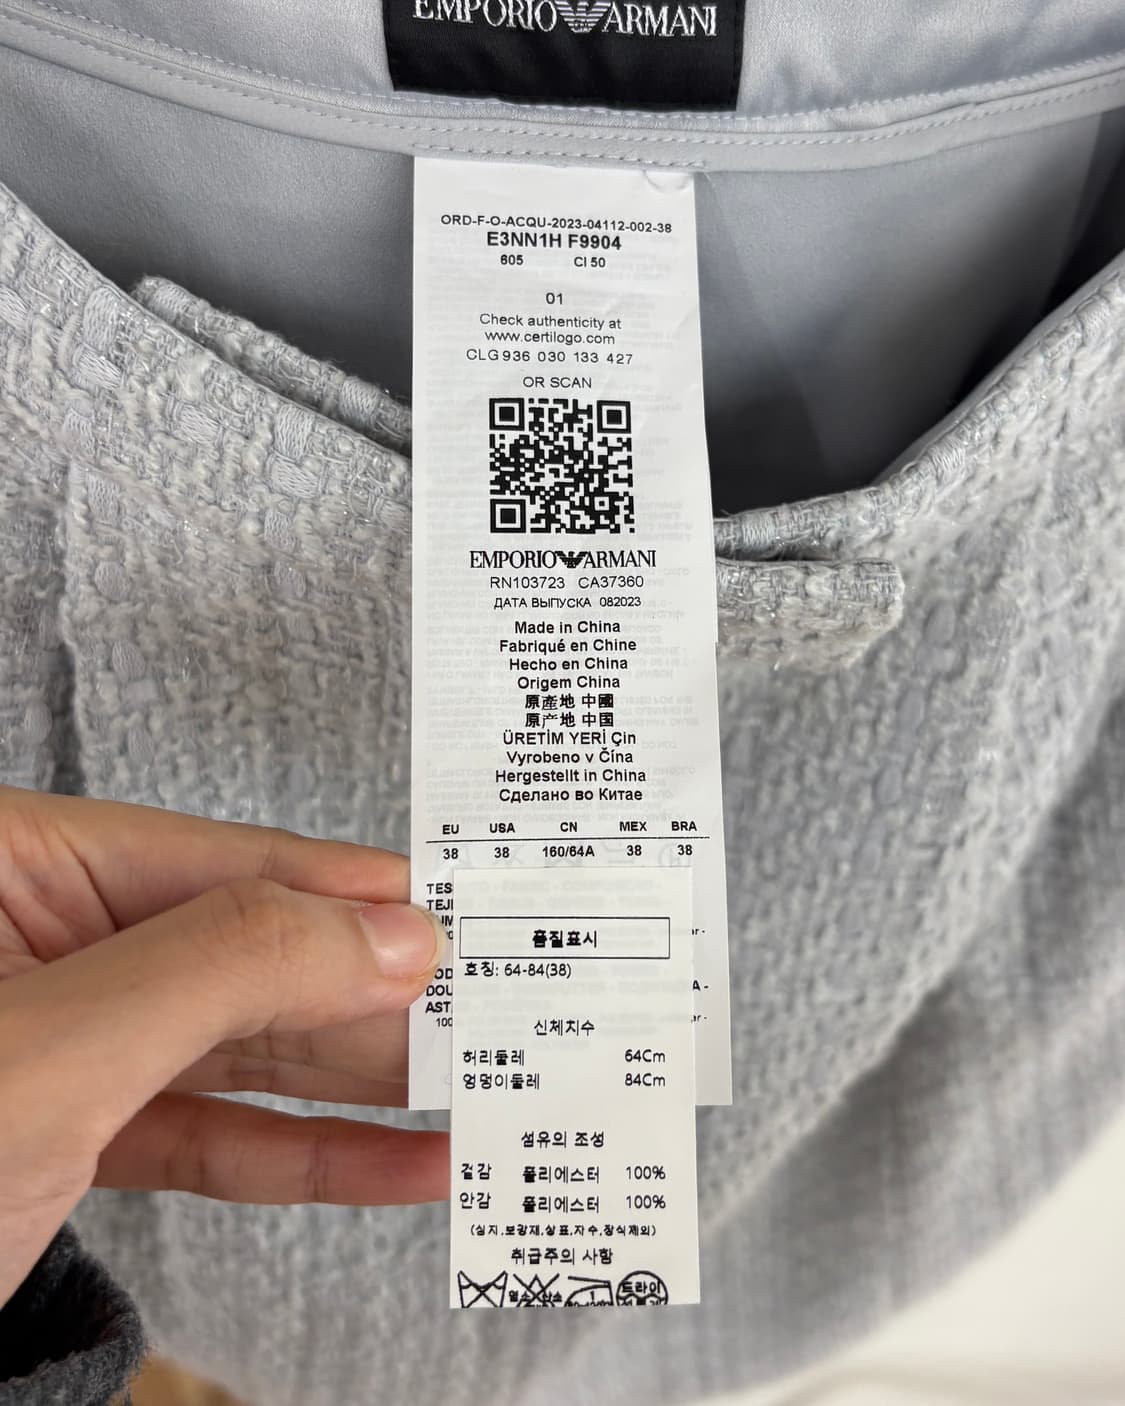 EMPORIO ARMANI
ORD-F-O-ACQU-2023-04112-002-38
E3NN1H F9904
605 CI 50
01
Check authenticity at
www.certilogo.com
CLG 936 030 133 427
OR SCAN
EMPORIO ARMANI
RN103723 CA37360
ДАТА ВЫПУСКА 082023
Made in China
Fabriqué en Chine
Hecho en China
Origem China
原產地 中國
原产地 中国
ÜRETİM YERİ Çin
Vyrobeno v Čína
Hergestellt in China
Сделано во Китае
EU USA CN MEX BRA
38 38 160/64A 38 38
품질표시
호칭: 64-84(38)
신체치수
허리둘레 64Cm
엉덩이둘레 84Cm
섬유의 조성
겉감 폴리에스터 100%
안감 폴리에스터 100%
(심지,보강재,상표,자수,장식제외)
취급주의 사항
드라이